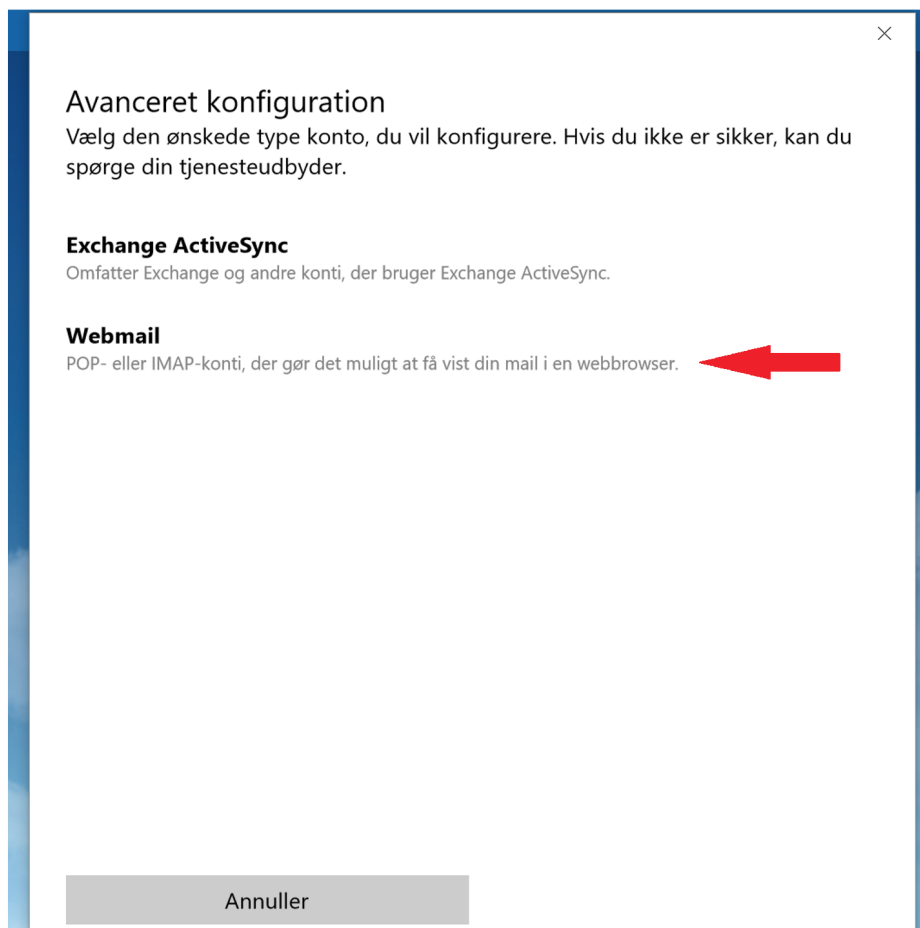 Avanceret konfiguration
Vælg den ønskede type konto, du vil konfigurere. Hvis du ikke er sikker, kan du
spørge din tjenesteudbyder.
Exchange ActiveSync
Omfatter Exchange og andre konti, der bruger Exchange ActiveSync.
Webmail
POP- eller IMAP-konti, der gør det muligt at få vist din mail i en webbrowser.
Annuller